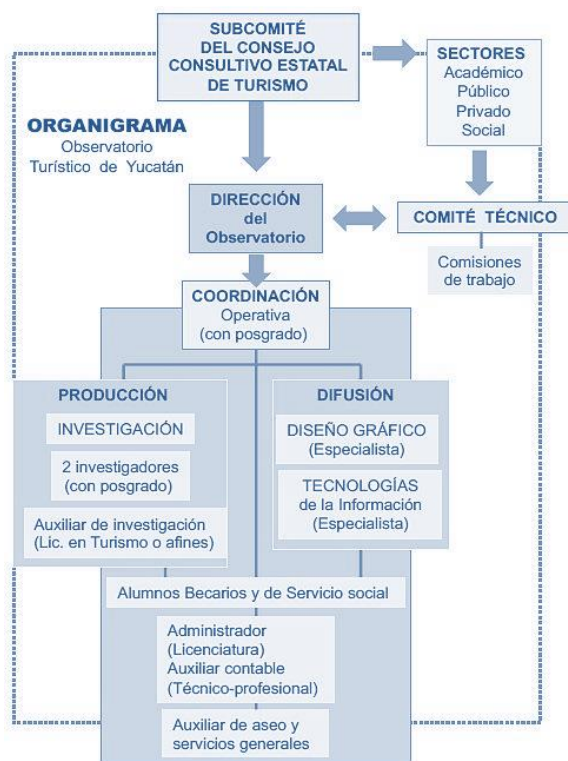 SUBCOMITÉ
DEL CONSEJO
CONSULTIVO ESTATAL
DE TURISMO
SECTORES
Académico
Público
Privado
Social
ORGANIGRAMA
Observatorio
Turístico de Yucatán
DIRECCIÓN
del
Observatorio
COMITÉ TÉCNICO
Comisiones
de trabajo
COORDINACIÓN
Operativa
(con posgrado)
PRODUCCIÓN
INVESTIGACIÓN
2 investigadores
(con posgrado)
Auxiliar de investigación
(Lic. en Turismo o afines)
DIFUSIÓN
DISEÑO GRÁFICO
(Especialista)
TECNOLOGÍAS
de la Información
(Especialista)
Alumnos Becarios y de Servicio social
Administrador
(Licenciatura)
Auxiliar contable
(Técnico-profesional)
Auxiliar de aseo y
servicios generales